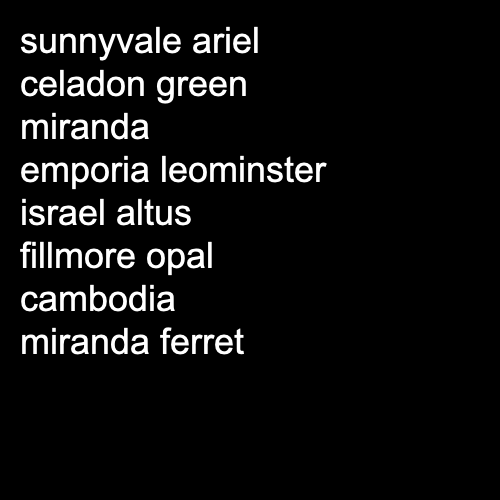 sunnyvale ariel
celadon green
miranda
emporia leominster
israel altus
fillmore opal
cambodia
miranda ferret